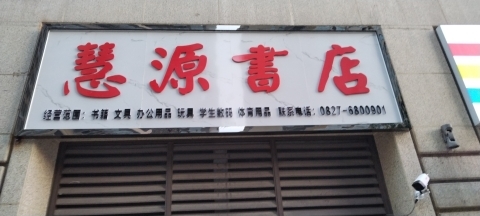 慧源書店
经营范围：书籍 文具 办公用品 玩具 学生教辅 体育用品 联系电话：0827-8800901